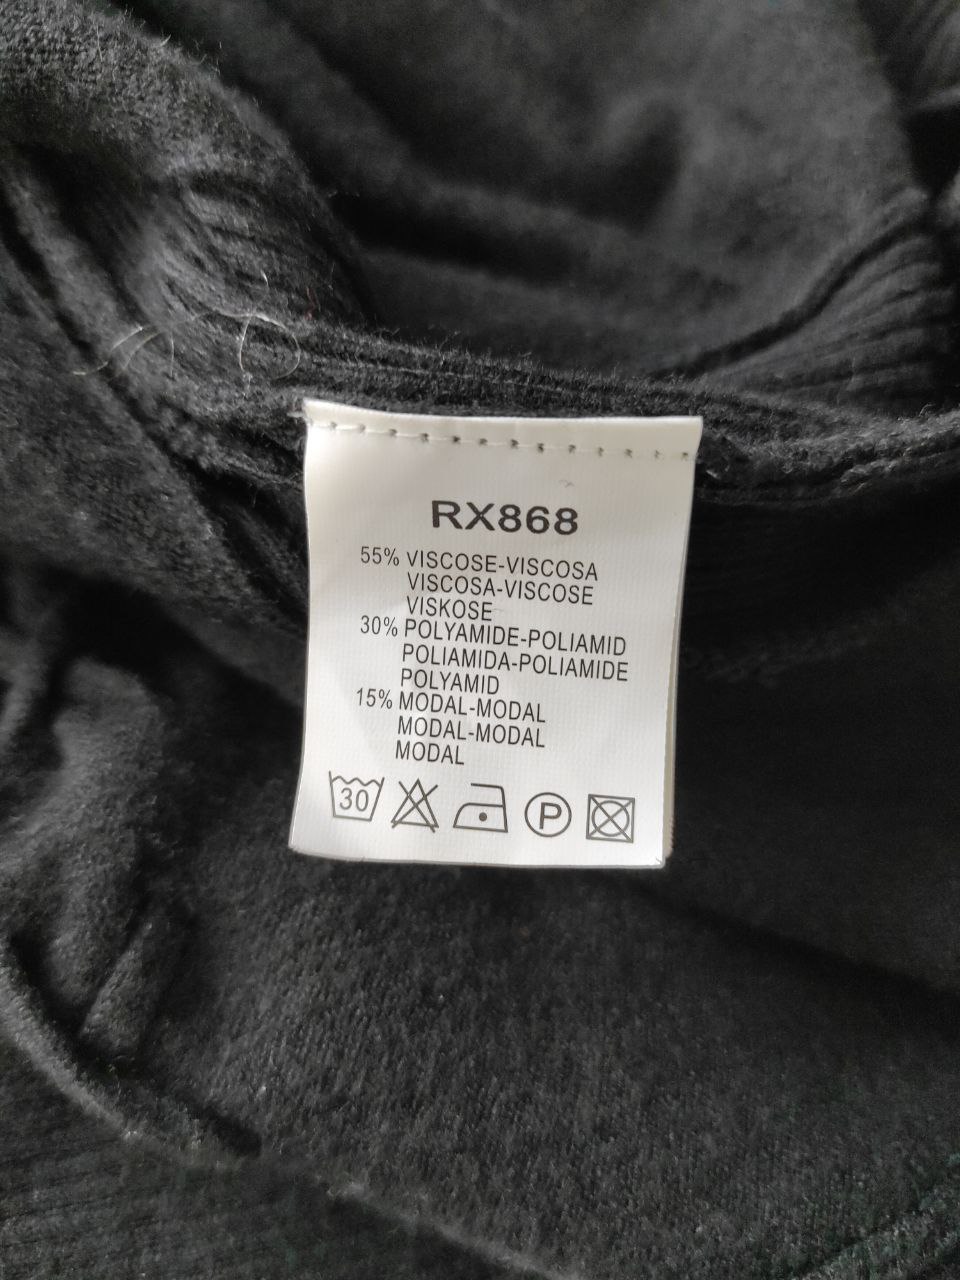 RX868
55% VISCOSE-VISCOSA
VISCOSA-VISCOSE
VISKOSE
30% POLYAMIDE-POLIAMID
POLIAMIDA-POLIAMIDE
POLYAMID
15% MODAL-MODAL
MODAL-MODAL
MODAL
30 P